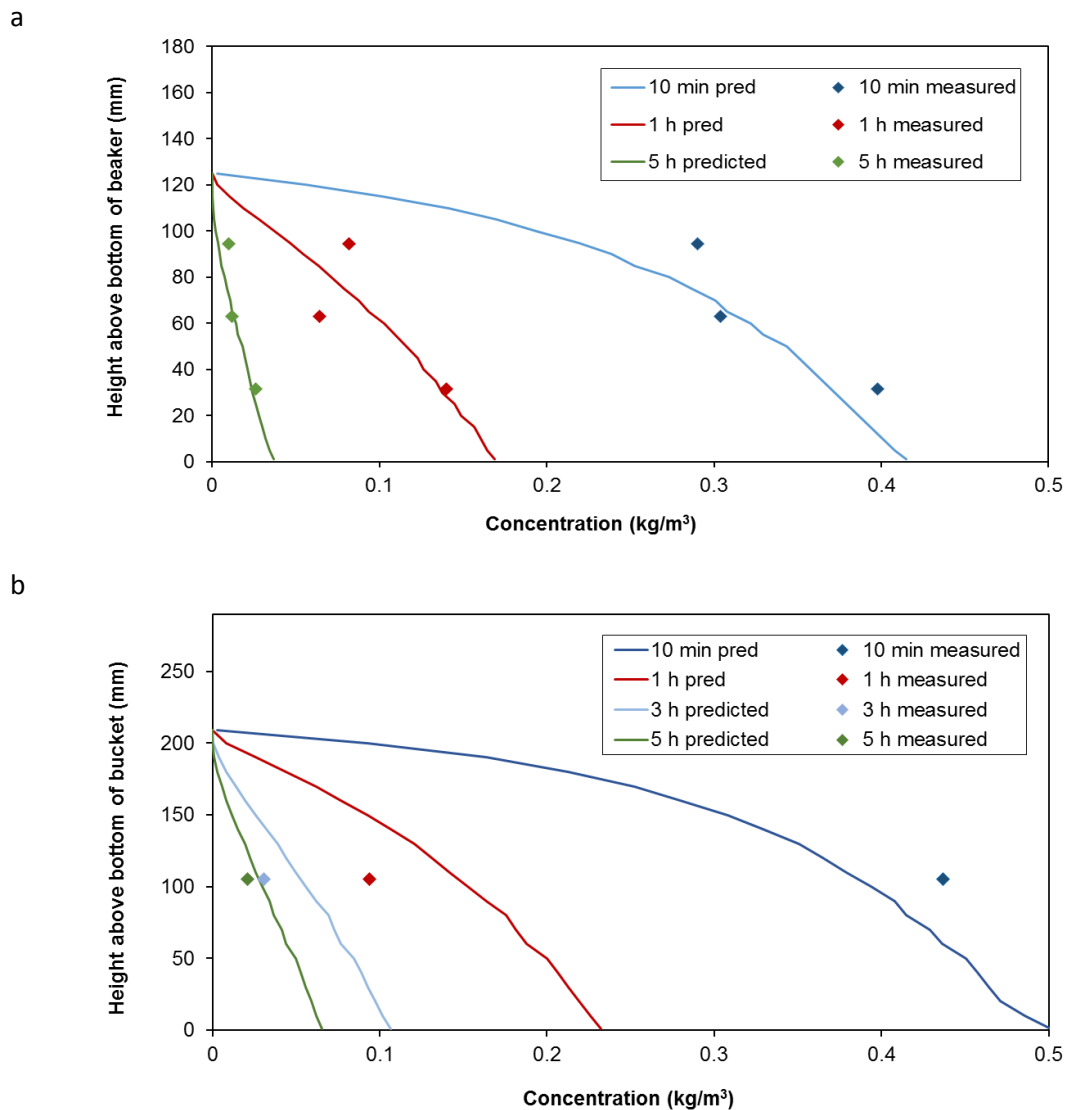 a
Height above bottom of beaker (mm)
180
160
140
120
100
80
60
40
20
0
10 min pred 10 min measured
1 h pred 1 h measured
5 h predicted 5 h measured
0 0.1 0.2 0.3 0.4 0.5
Concentration (kg/m³)
b
Height above bottom of bucket (mm)
250
200
150
100
50
0
10 min pred 10 min measured
1 h pred 1 h measured
3 h predicted 3 h measured
5 h predicted 5 h measured
0 0.1 0.2 0.3 0.4 0.5
Concentration (kg/m³)